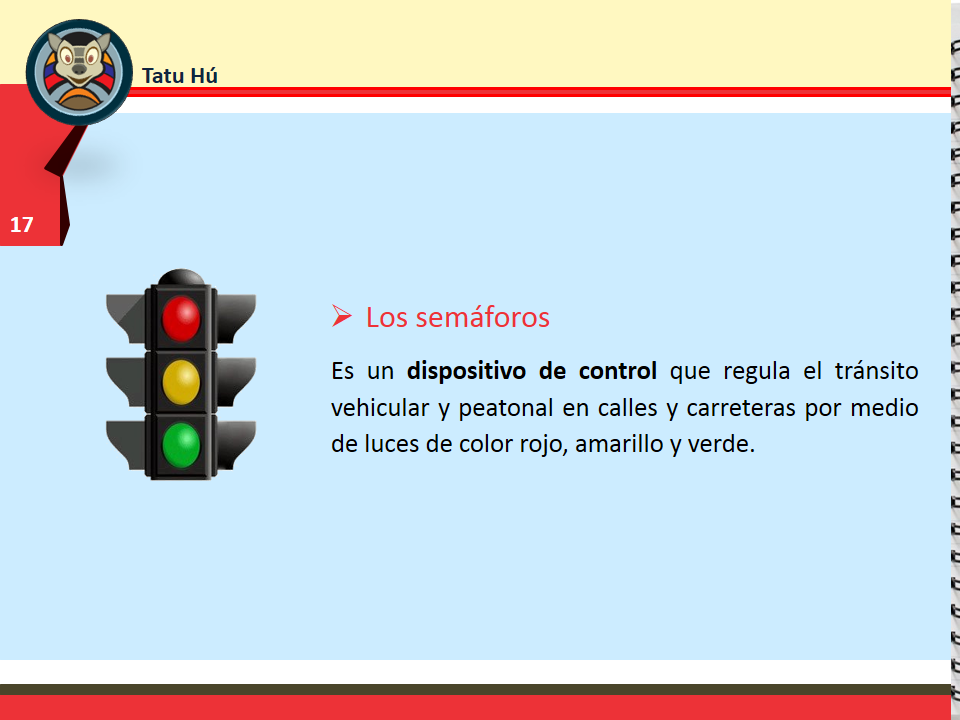 Tatu Hú
17
Los semáforos
Es un dispositivo de control que regula el tránsito
vehicular y peatonal en calles y carreteras por medio
de luces de color rojo, amarillo y verde.